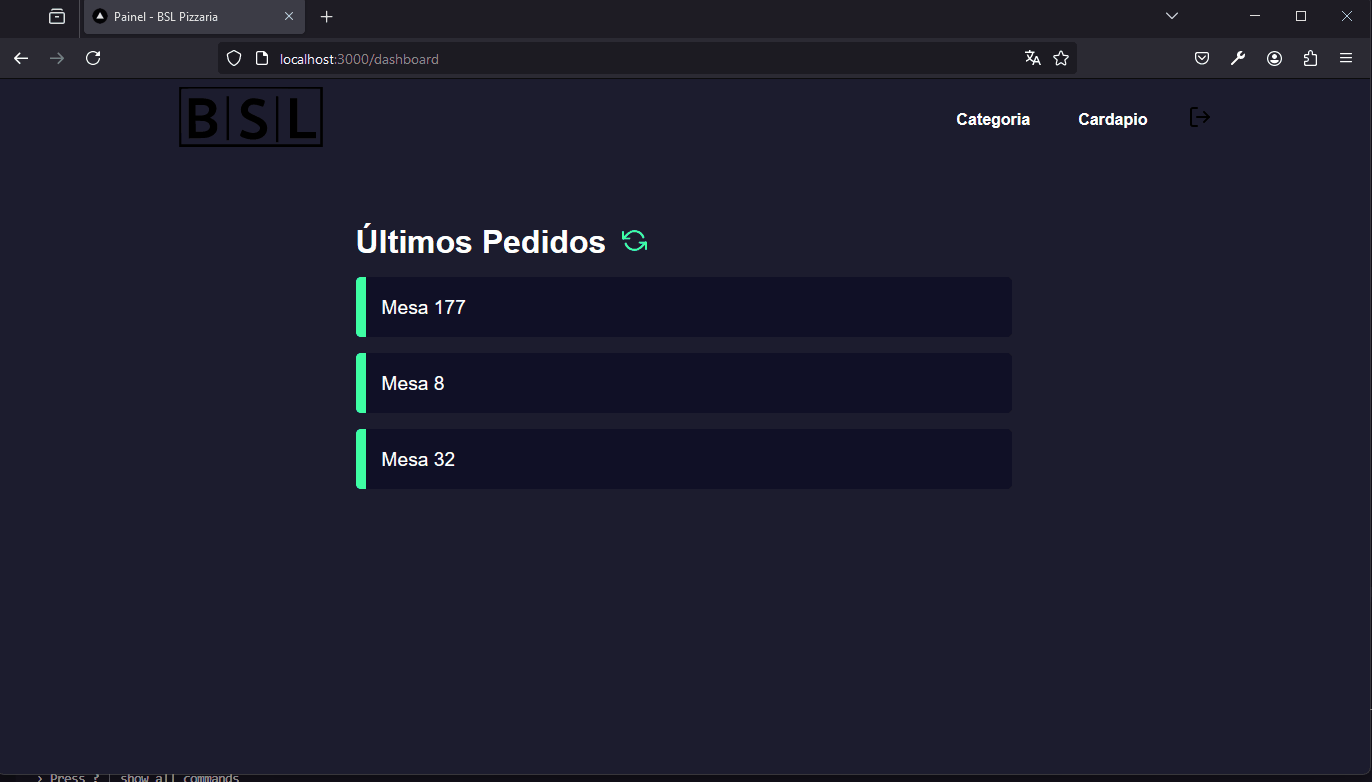 Painel - BSL Pizzaria
localhost:3000/dashboard
B|S|L
Categoria Cardapio
Últimos Pedidos
Mesa 177
Mesa 8
Mesa 32
› Press ? | show all commands